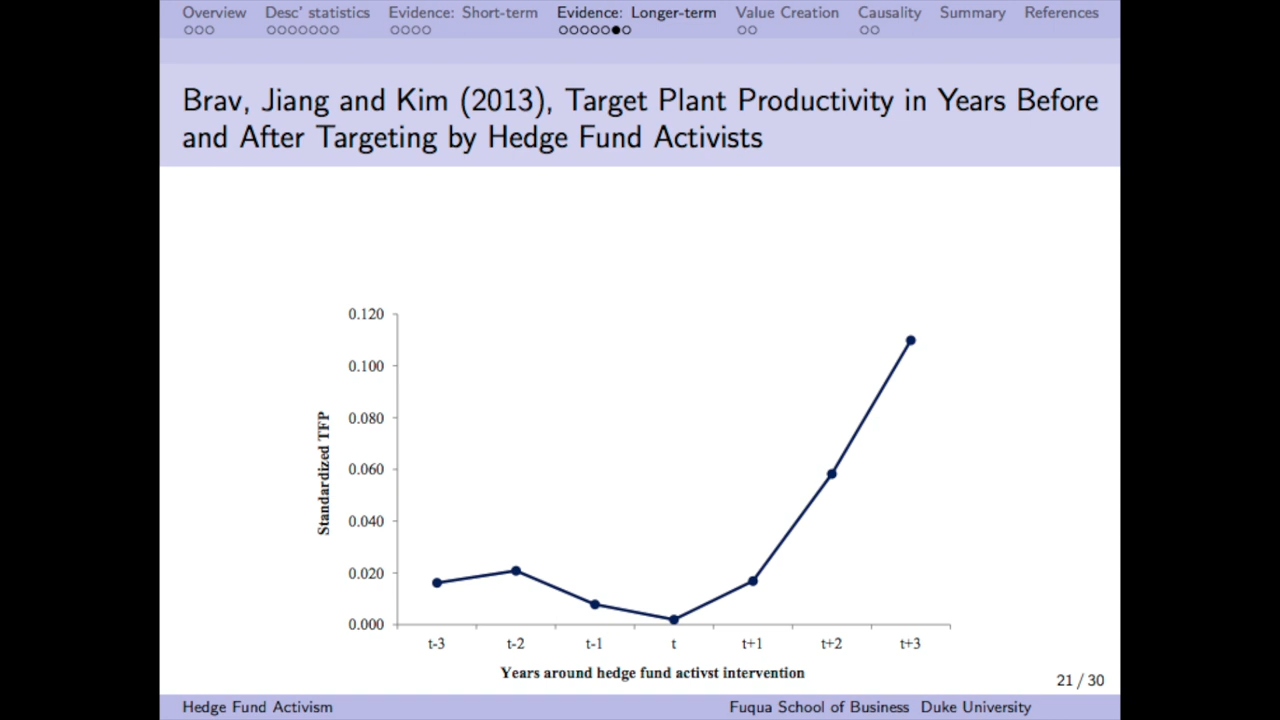 Overview Desc' statistics Evidence: Short-term Evidence: Longer-term Value Creation Causality Summary References
Brav, Jiang and Kim (2013), Target Plant Productivity in Years Before
and After Targeting by Hedge Fund Activists
0.120
0.100
0.080
0.060
0.040
0.020
0.000
Standardized TFP
t-3 t-2 t-1 t t+1 t+2 t+3
Years around hedge fund activst intervention
21 / 30
Hedge Fund Activism Fuqua School of Business Duke University